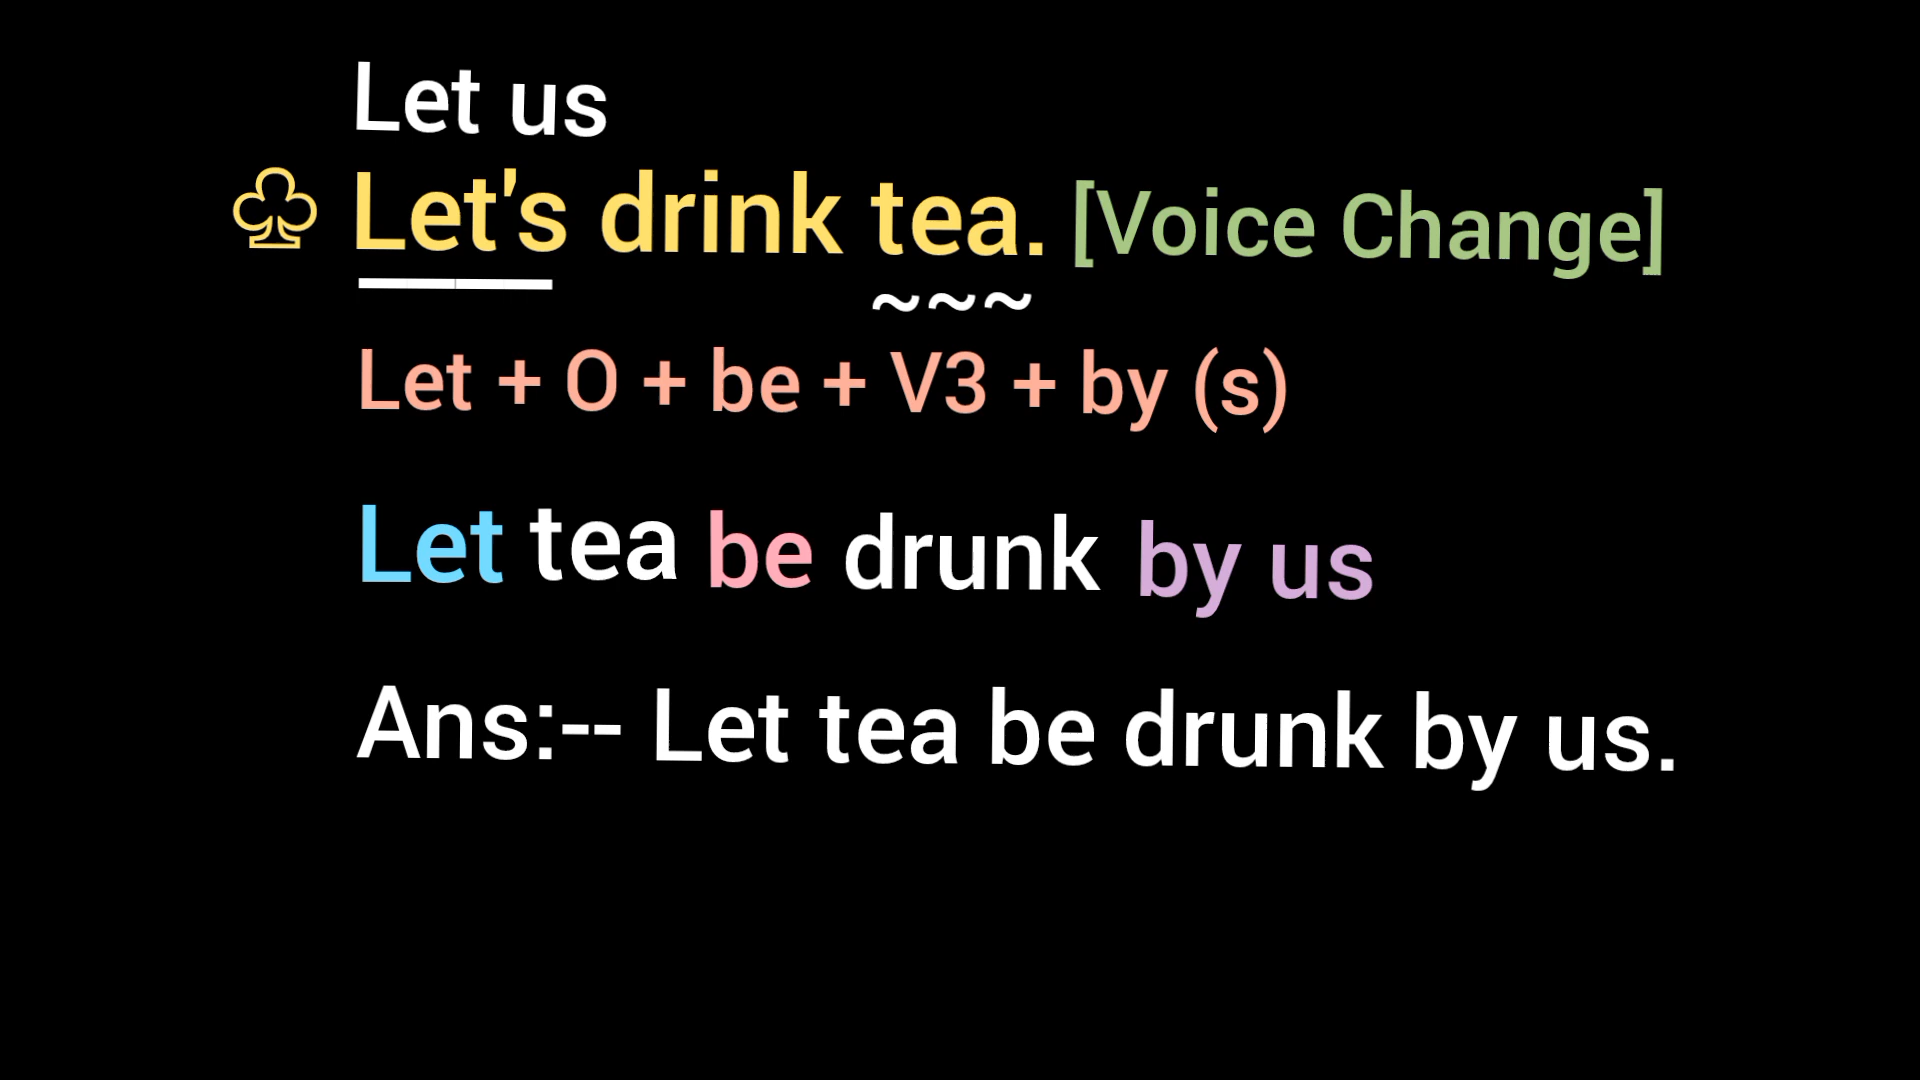 Let us
♧ Let's drink tea. [Voice Change]
~~~
Let + O + be + V3 + by (s)
Let tea be drunk by us
Ans:-- Let tea be drunk by us.